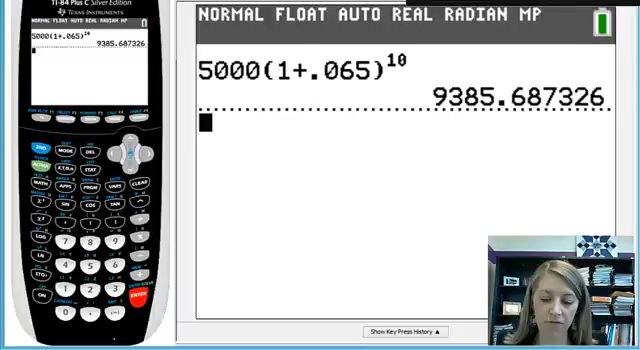 TI-84 Plus C Silver Edition
TEXAS INSTRUMENTS
NORMAL FLOAT AUTO REAL RADIAN MP
5000(1+.065)¹⁰
9385.687326
NORMAL FLOAT AUTO REAL RADIAN MP
5000(1+.065)¹⁰
9385.687326
2ND
MODE
DEL
ALPHA
X,T,θ,n
STAT
MATH
APPS
PRGM
VARS
CLEAR
SIN
COS
TAN
LOG
7
8
9
LN
4
5
6
STO
1
2
3
ON
0
.
(-)
ENTER
Show Key Press History ▲